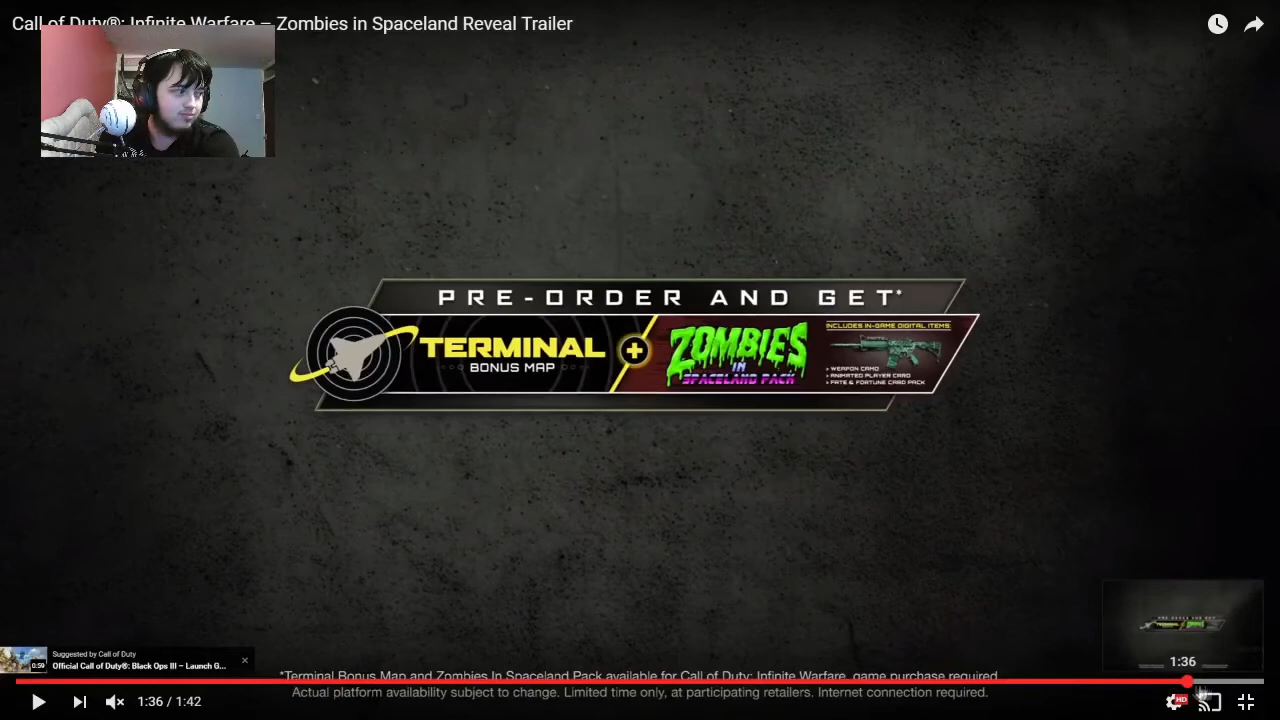 Call of Duty®: Infinite Warfare – Zombies in Spaceland Reveal Trailer
PRE-ORDER AND GET*
TERMINAL
BONUS MAP
+
ZOMBIES
IN
SPACELAND PACK
INCLUDES IN-GAME DIGITAL ITEMS:
> WEAPON CAMO
> ANIMATED PLAYER CARD
> FATE & FORTUNE CARD PACK
PRE-ORDER AND GET
1:36
0:59
Suggested by Call of Duty
Official Call of Duty®: Black Ops III – Launch G...
*Terminal Bonus Map and Zombies In Spaceland Pack available for Call of Duty: Infinite Warfare, game purchase required.
Actual platform availability subject to change. Limited time only, at participating retailers. Internet connection required.
1:36 / 1:42
HD